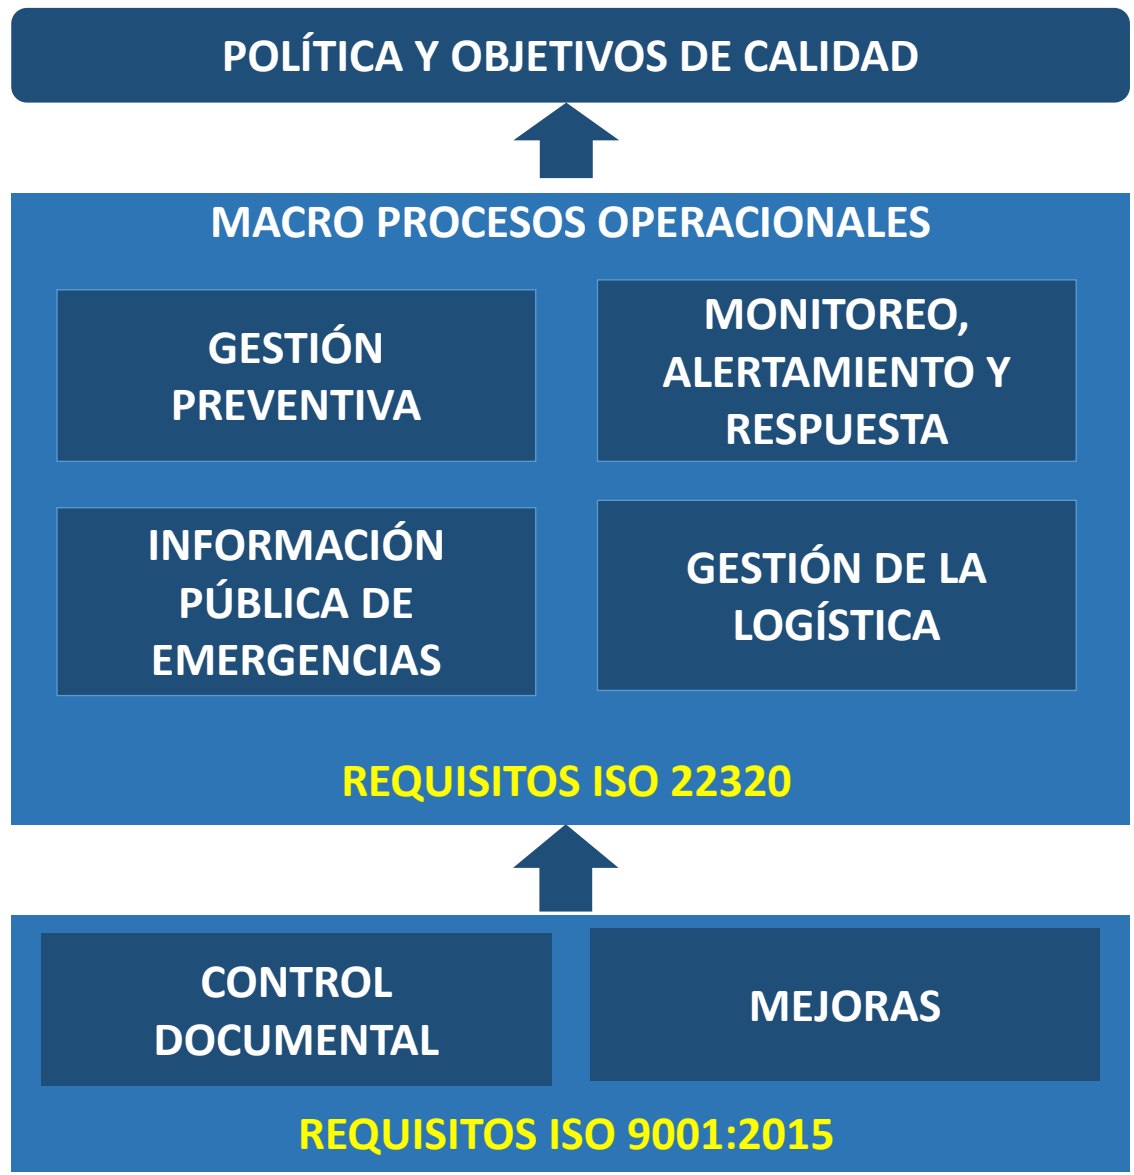 POLÍTICA Y OBJETIVOS DE CALIDAD
MACRO PROCESOS OPERACIONALES
GESTIÓN
PREVENTIVA
MONITOREO,
ALERTAMIENTO Y
RESPUESTA
INFORMACIÓN
PÚBLICA DE
EMERGENCIAS
GESTIÓN DE LA
LOGÍSTICA
REQUISITOS ISO 22320
CONTROL
DOCUMENTAL
MEJORAS
REQUISITOS ISO 9001:2015